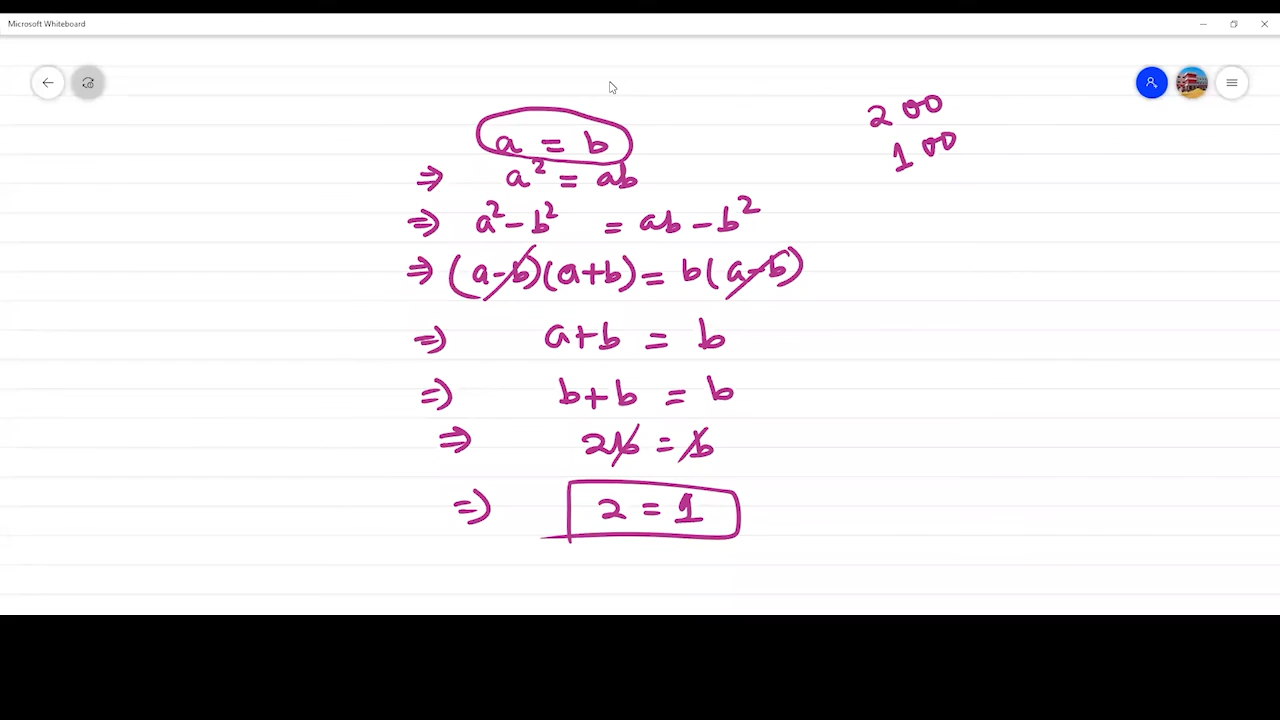 Microsoft Whiteboard
200
100
a = b
⇒ a² = ab
⇒ a² - b² = ab - b²
⇒ (a-b)(a+b) = b(a-b)
⇒ a+b = b
⇒ b+b = b
⇒ 2b = b
⇒ 2 = 1